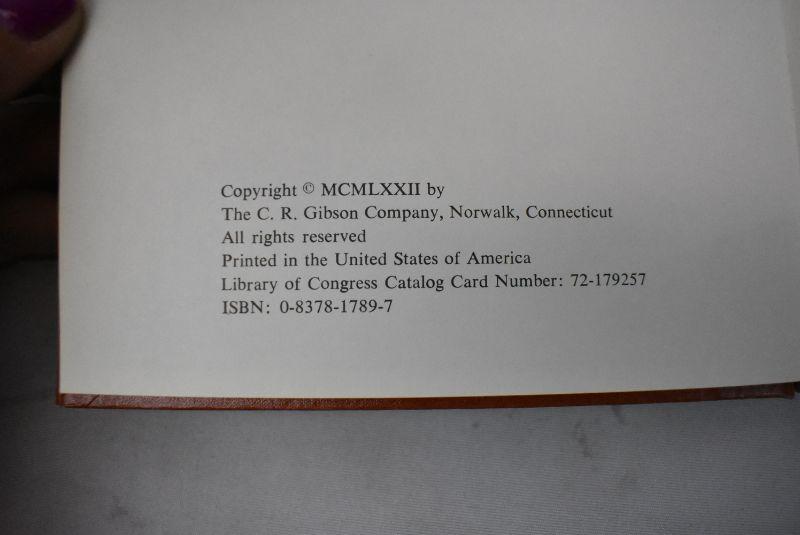 Copyright © MCMLXXII by
The C. R. Gibson Company, Norwalk, Connecticut
All rights reserved
Printed in the United States of America
Library of Congress Catalog Card Number: 72-179257
ISBN: 0-8378-1789-7